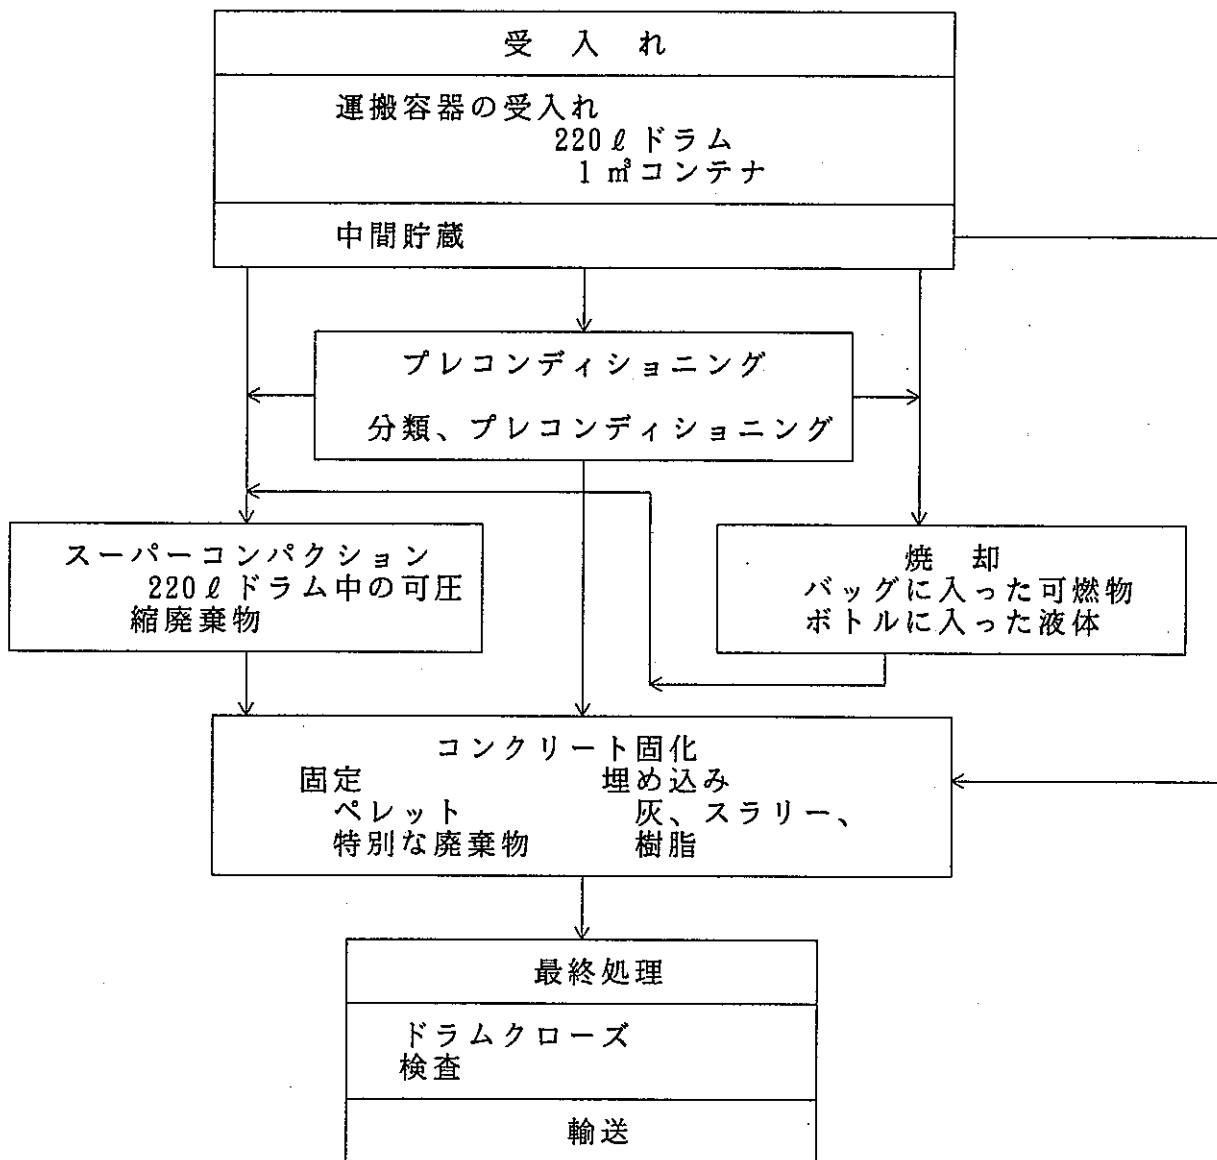 受 入 れ
運搬容器の受入れ
220ℓドラム
1㎥コンテナ
中間貯蔵
プレコンディショニング
分類、プレコンディショニング
スーパーコンパクション
220ℓドラム中の可圧
縮廃棄物
焼 却
バッグに入った可燃物
ボトルに入った液体
コンクリート固化
固定 埋め込み
ペレット 灰、スラリー、
特別な廃棄物 樹脂
最終処理
ドラムクローズ
検査
輸送